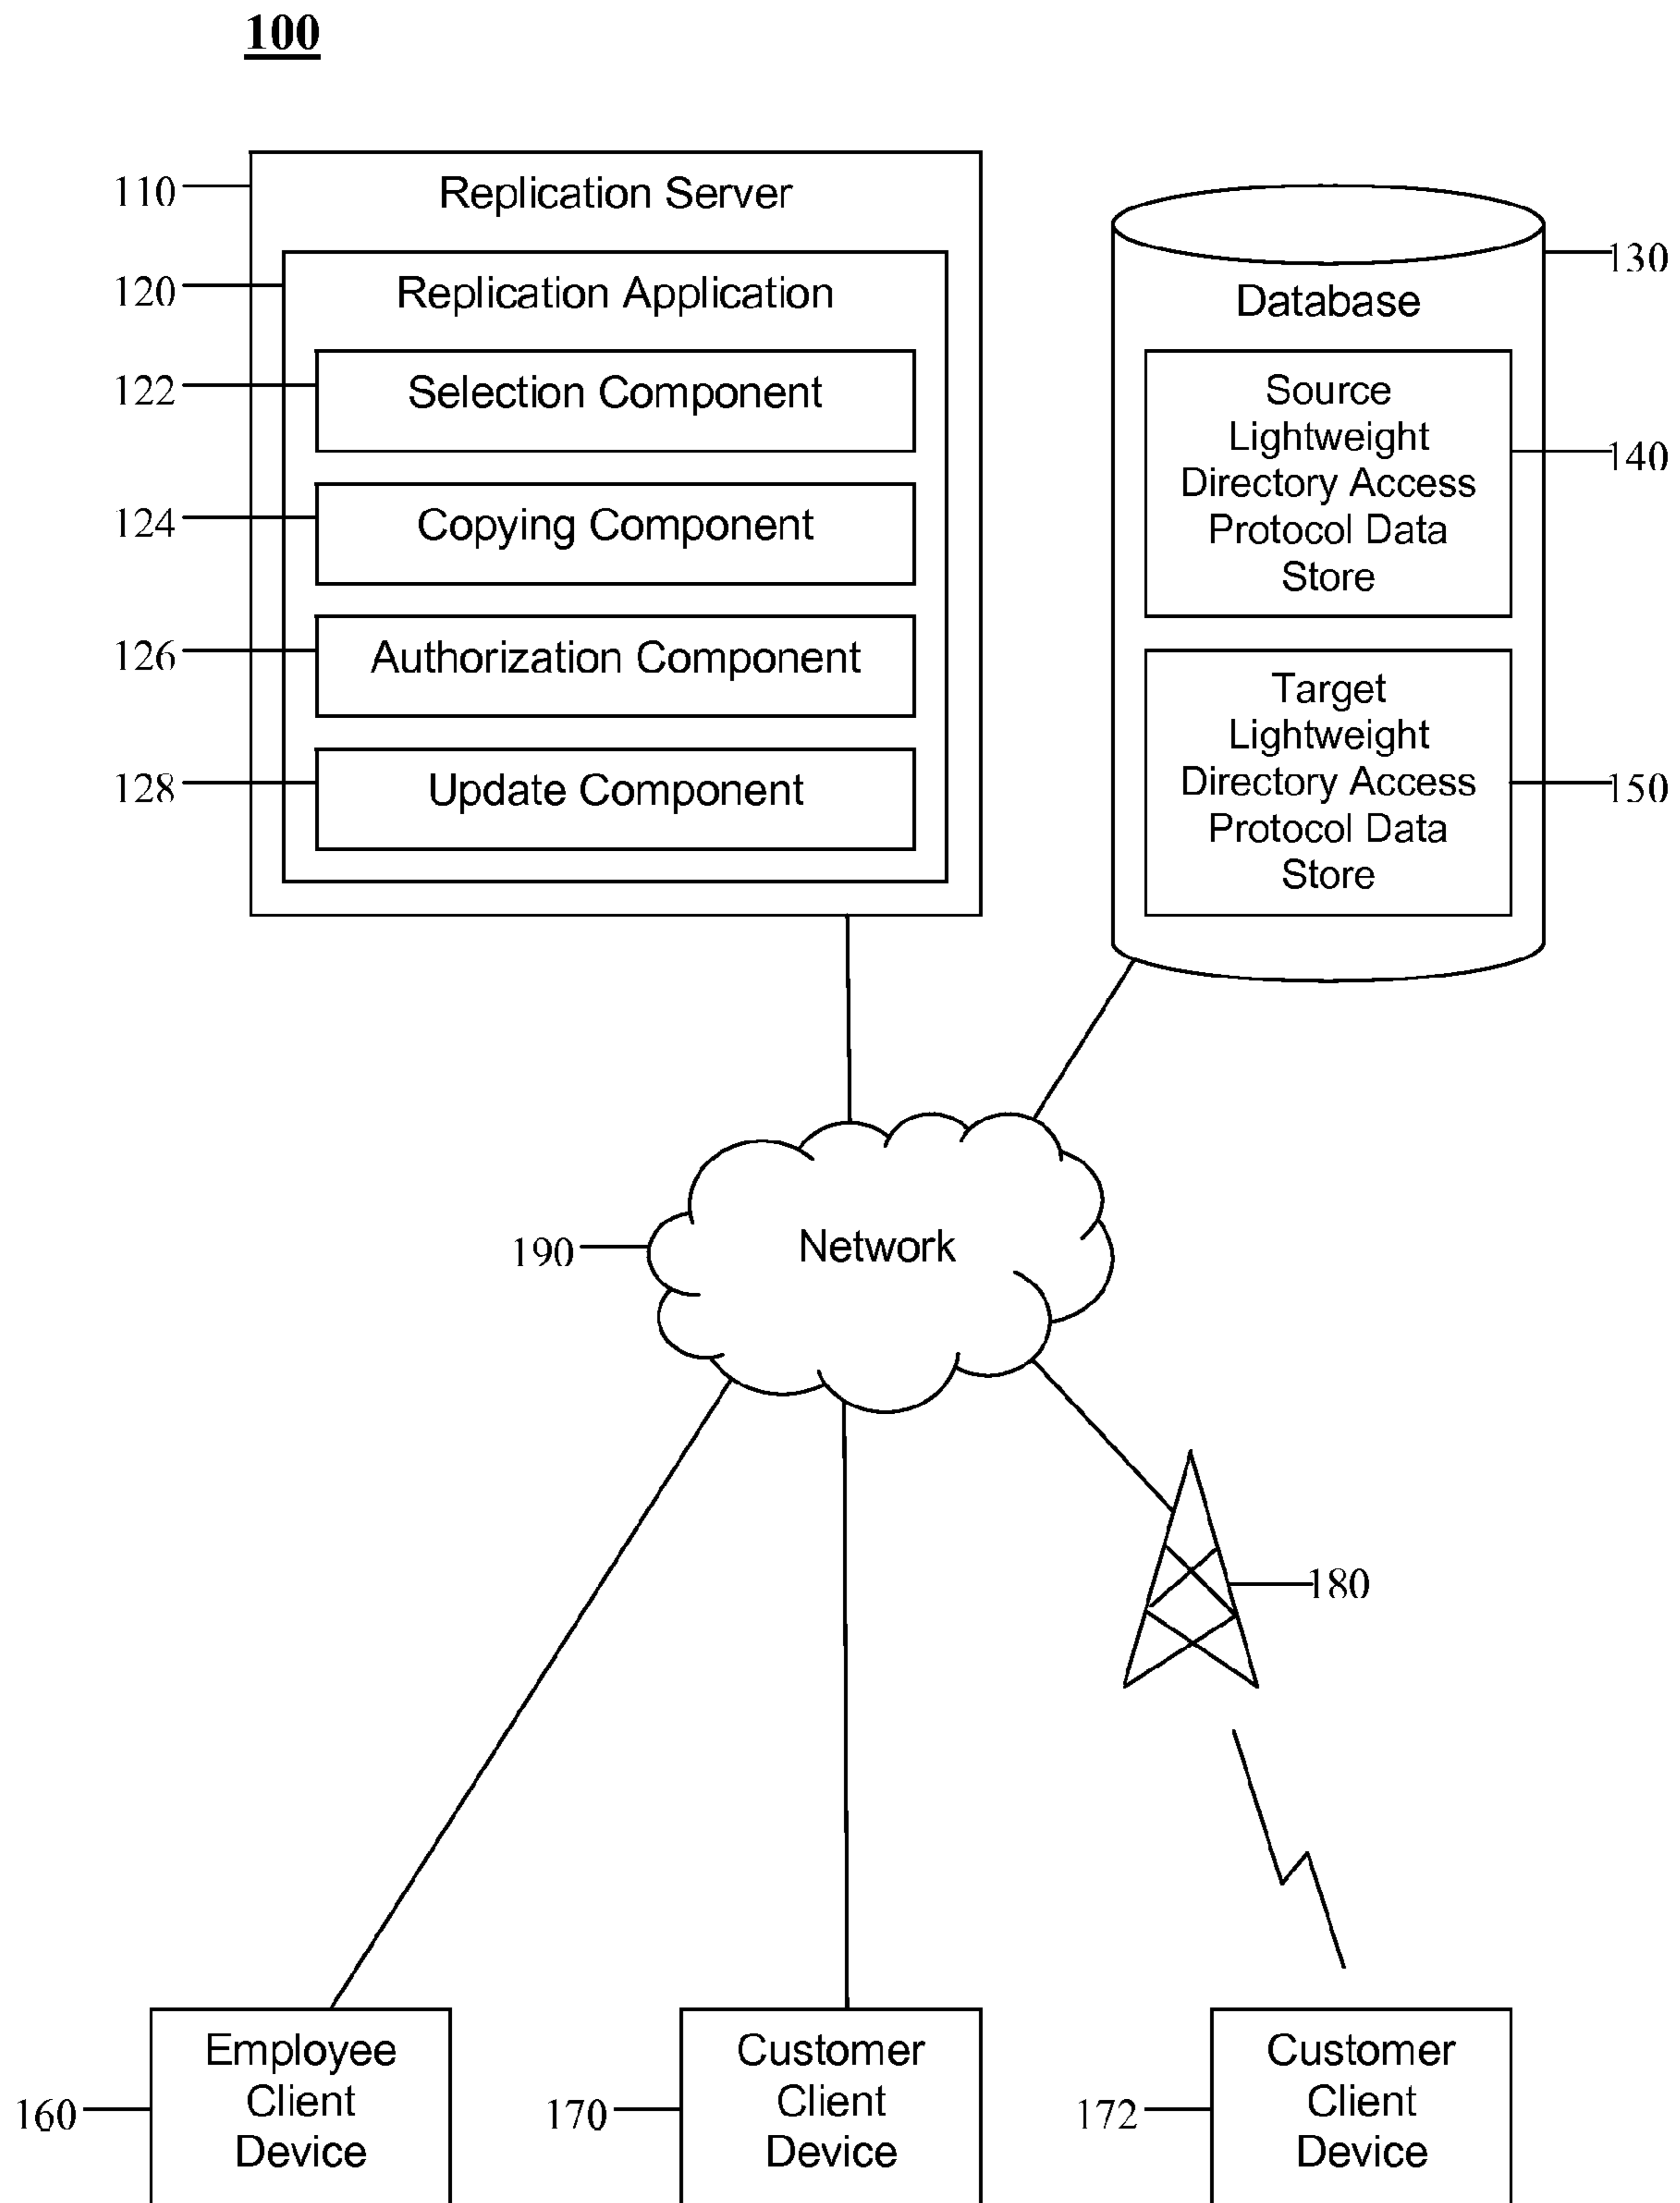 100
110
Replication Server
120
Replication Application
122
Selection Component
124
Copying Component
126
Authorization Component
128
Update Component
130
Database
Source
Lightweight
Directory Access
Protocol Data
Store
140
Target
Lightweight
Directory Access
Protocol Data
Store
150
190
Network
180
160
Employee
Client
Device
170
Customer
Client
Device
172
Customer
Client
Device